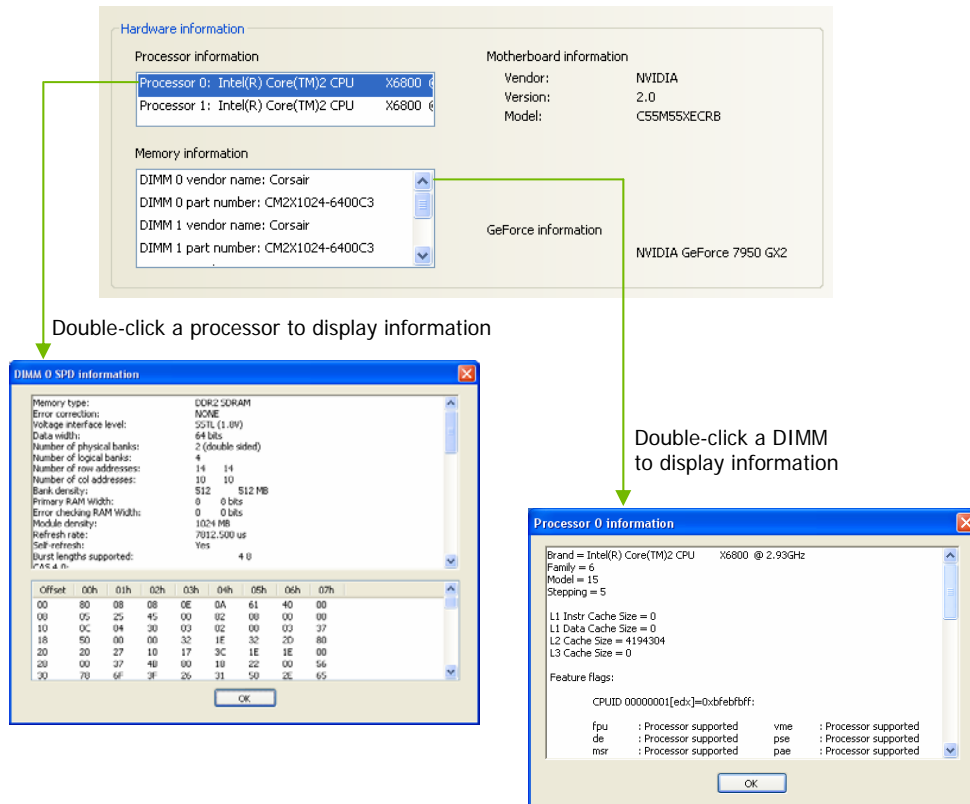 Hardware information
Processor information
Processor 0: Intel(R) Core(TM)2 CPU X6800 @
Processor 1: Intel(R) Core(TM)2 CPU X6800 @
Motherboard information
Vendor: NVIDIA
Version: 2.0
Model: C55M55XECRB
Memory information
DIMM 0 vendor name: Corsair
DIMM 0 part number: CM2X1024-6400C3
DIMM 1 vendor name: Corsair
DIMM 1 part number: CM2X1024-6400C3
GeForce information
NVIDIA GeForce 7950 GX2
Double-click a processor to display information
DIMM 0 SPD information
Memory type: DDR2 SDRAM
Error correction: NONE
Voltage interface level: SSTL (1.8V)
Data width: 64 bits
Number of physical banks: 2 (double sided)
Number of logical banks: 4
Number of row addresses: 14 14
Number of col addresses: 10 10
Bank density: 512 512 MB
Primary RAM Width: 8 8 bits
Error checking RAM Width: 0 0 bits
Module density: 1024 MB
Refresh rate: 7812.500 us
Self-refresh: Yes
Burst lengths supported: 4 8
CAS 4.0:
Offset 00h 01h 02h 03h 04h 05h 06h 07h
00 80 08 08 0E 0A 61 40 00
08 05 25 45 00 82 08 00 00
10 0C 04 30 03 02 00 03 37
18 50 00 00 32 1E 32 2D 80
20 20 27 10 17 3C 1E 1E 00
28 00 37 4B 80 18 22 00 56
30 78 6F 3F 26 31 50 2E 65
OK
Double-click a DIMM
to display information
Processor 0 information
Brand = Intel(R) Core(TM)2 CPU X6800 @ 2.93GHz
Family = 6
Model = 15
Stepping = 5
L1 Instr Cache Size = 0
L1 Data Cache Size = 0
L2 Cache Size = 4194304
L3 Cache Size = 0
Feature flags:
CPUID 00000001[edx]=0xbfebfbff:
fpu : Processor supported vme : Processor supported
de : Processor supported pse : Processor supported
msr : Processor supported pae : Processor supported
OK